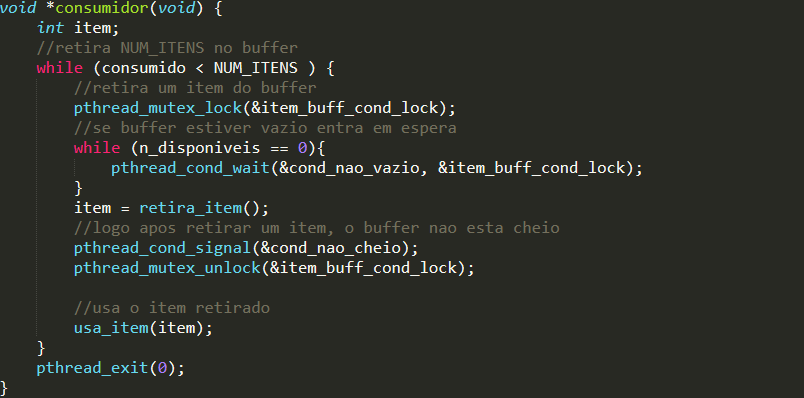 void *consumidor(void) {
    int item;
    //retira NUM_ITENS no buffer
    while (consumido < NUM_ITENS ) {
        //retira um item do buffer
        pthread_mutex_lock(&item_buff_cond_lock);
        //se buffer estiver vazio entra em espera
        while (n_disponiveis == 0){
            pthread_cond_wait(&cond_nao_vazio, &item_buff_cond_lock);
        }
        item = retira_item();
        //logo apos retirar um item, o buffer nao esta cheio
        pthread_cond_signal(&cond_nao_cheio);
        pthread_mutex_unlock(&item_buff_cond_lock);

        //usa o item retirado
        usa_item(item);
    }
    pthread_exit(0);
}